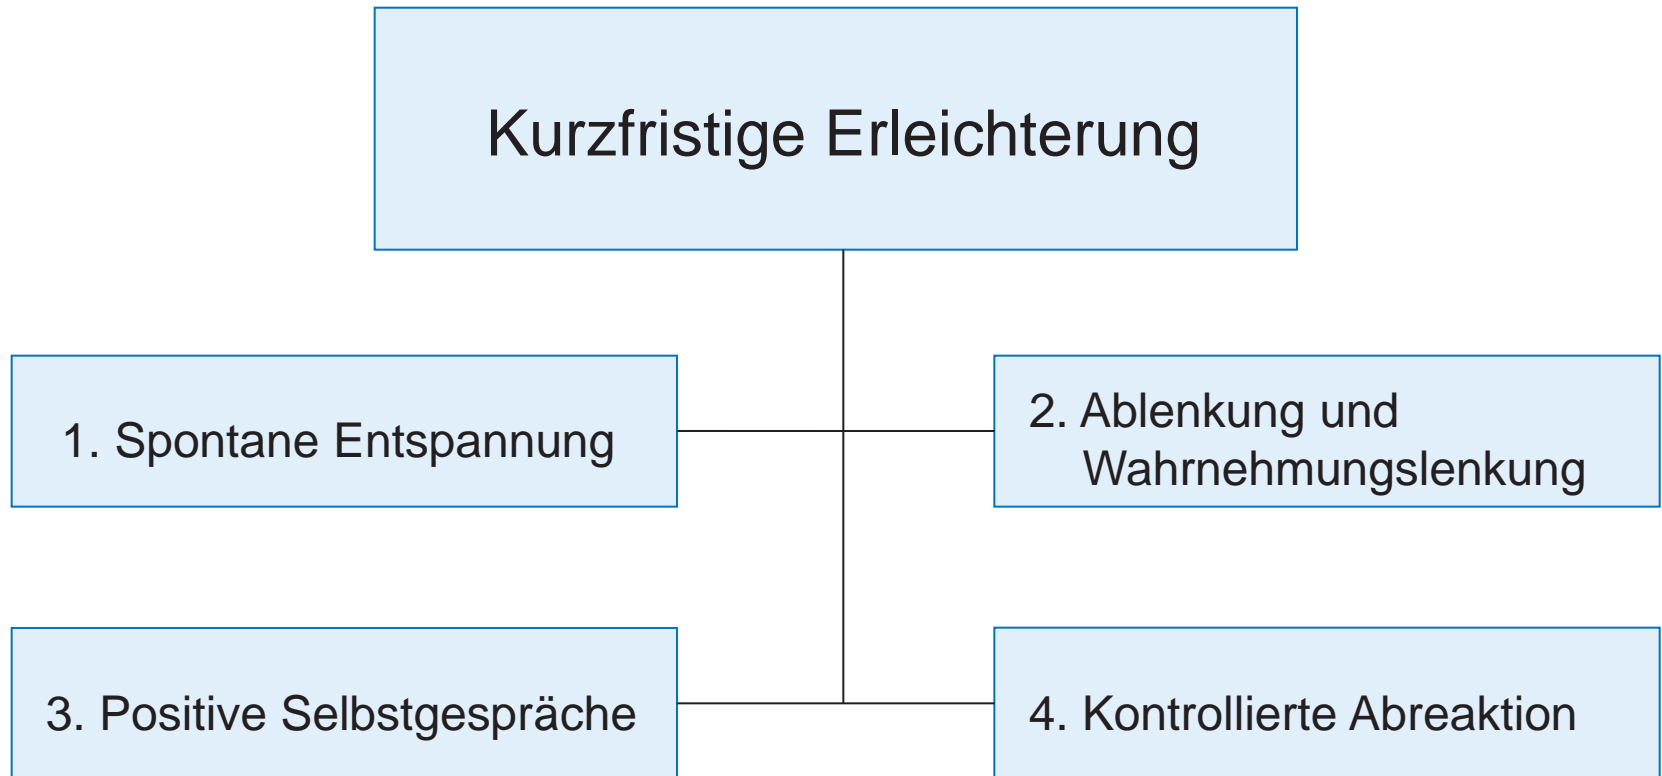 Kurzfristige Erleichterung
1. Spontane Entspannung
2. Ablenkung und
Wahrnehmungslenkung
3. Positive Selbstgespräche
4. Kontrollierte Abreaktion